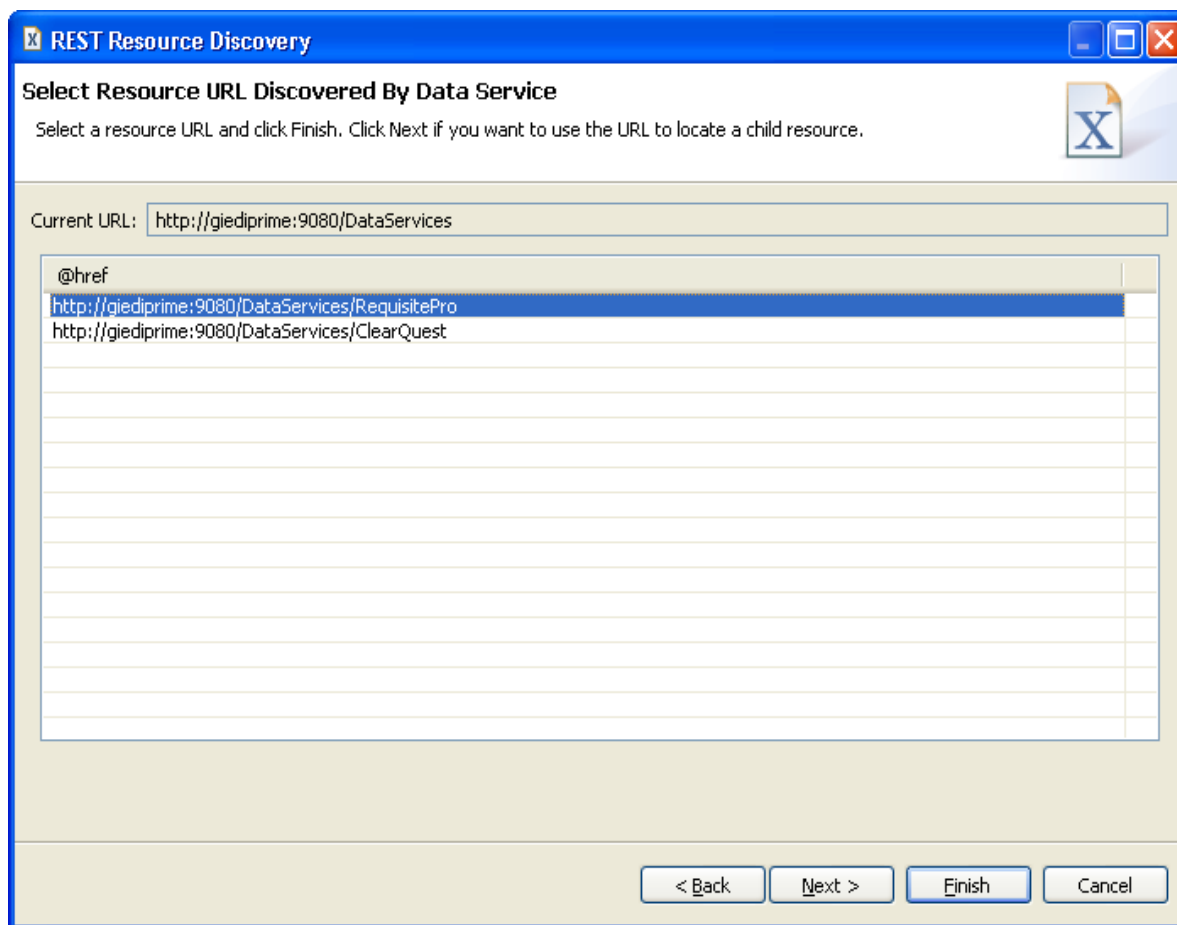 X REST Resource Discovery
Select Resource URL Discovered By Data Service
Select a resource URL and click Finish. Click Next if you want to use the URL to locate a child resource.
X
Current URL: http://giediprime:9080/DataServices
@href
http://giediprime:9080/DataServices/RequisitePro
http://giediprime:9080/DataServices/ClearQuest
< Back Next > Finish Cancel